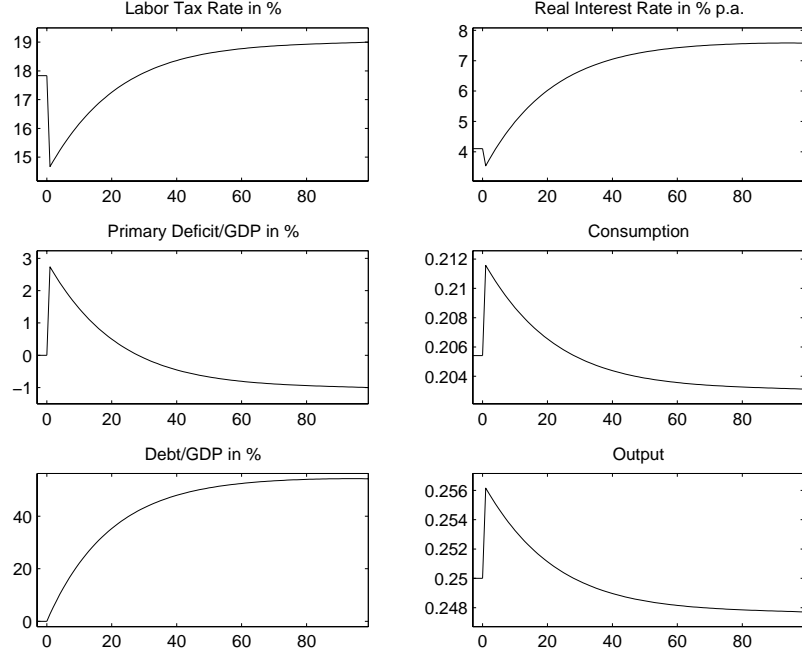 Labor Tax Rate in %
19
18
17
16
15
0 20 40 60 80
Real Interest Rate in % p.a.
8
7
6
5
4
0 20 40 60 80
Primary Deficit/GDP in %
3
2
1
0
−1
0 20 40 60 80
Consumption
0.212
0.21
0.208
0.206
0.204
0 20 40 60 80
Debt/GDP in %
40
20
0
0 20 40 60 80
Output
0.256
0.254
0.252
0.25
0.248
0 20 40 60 80